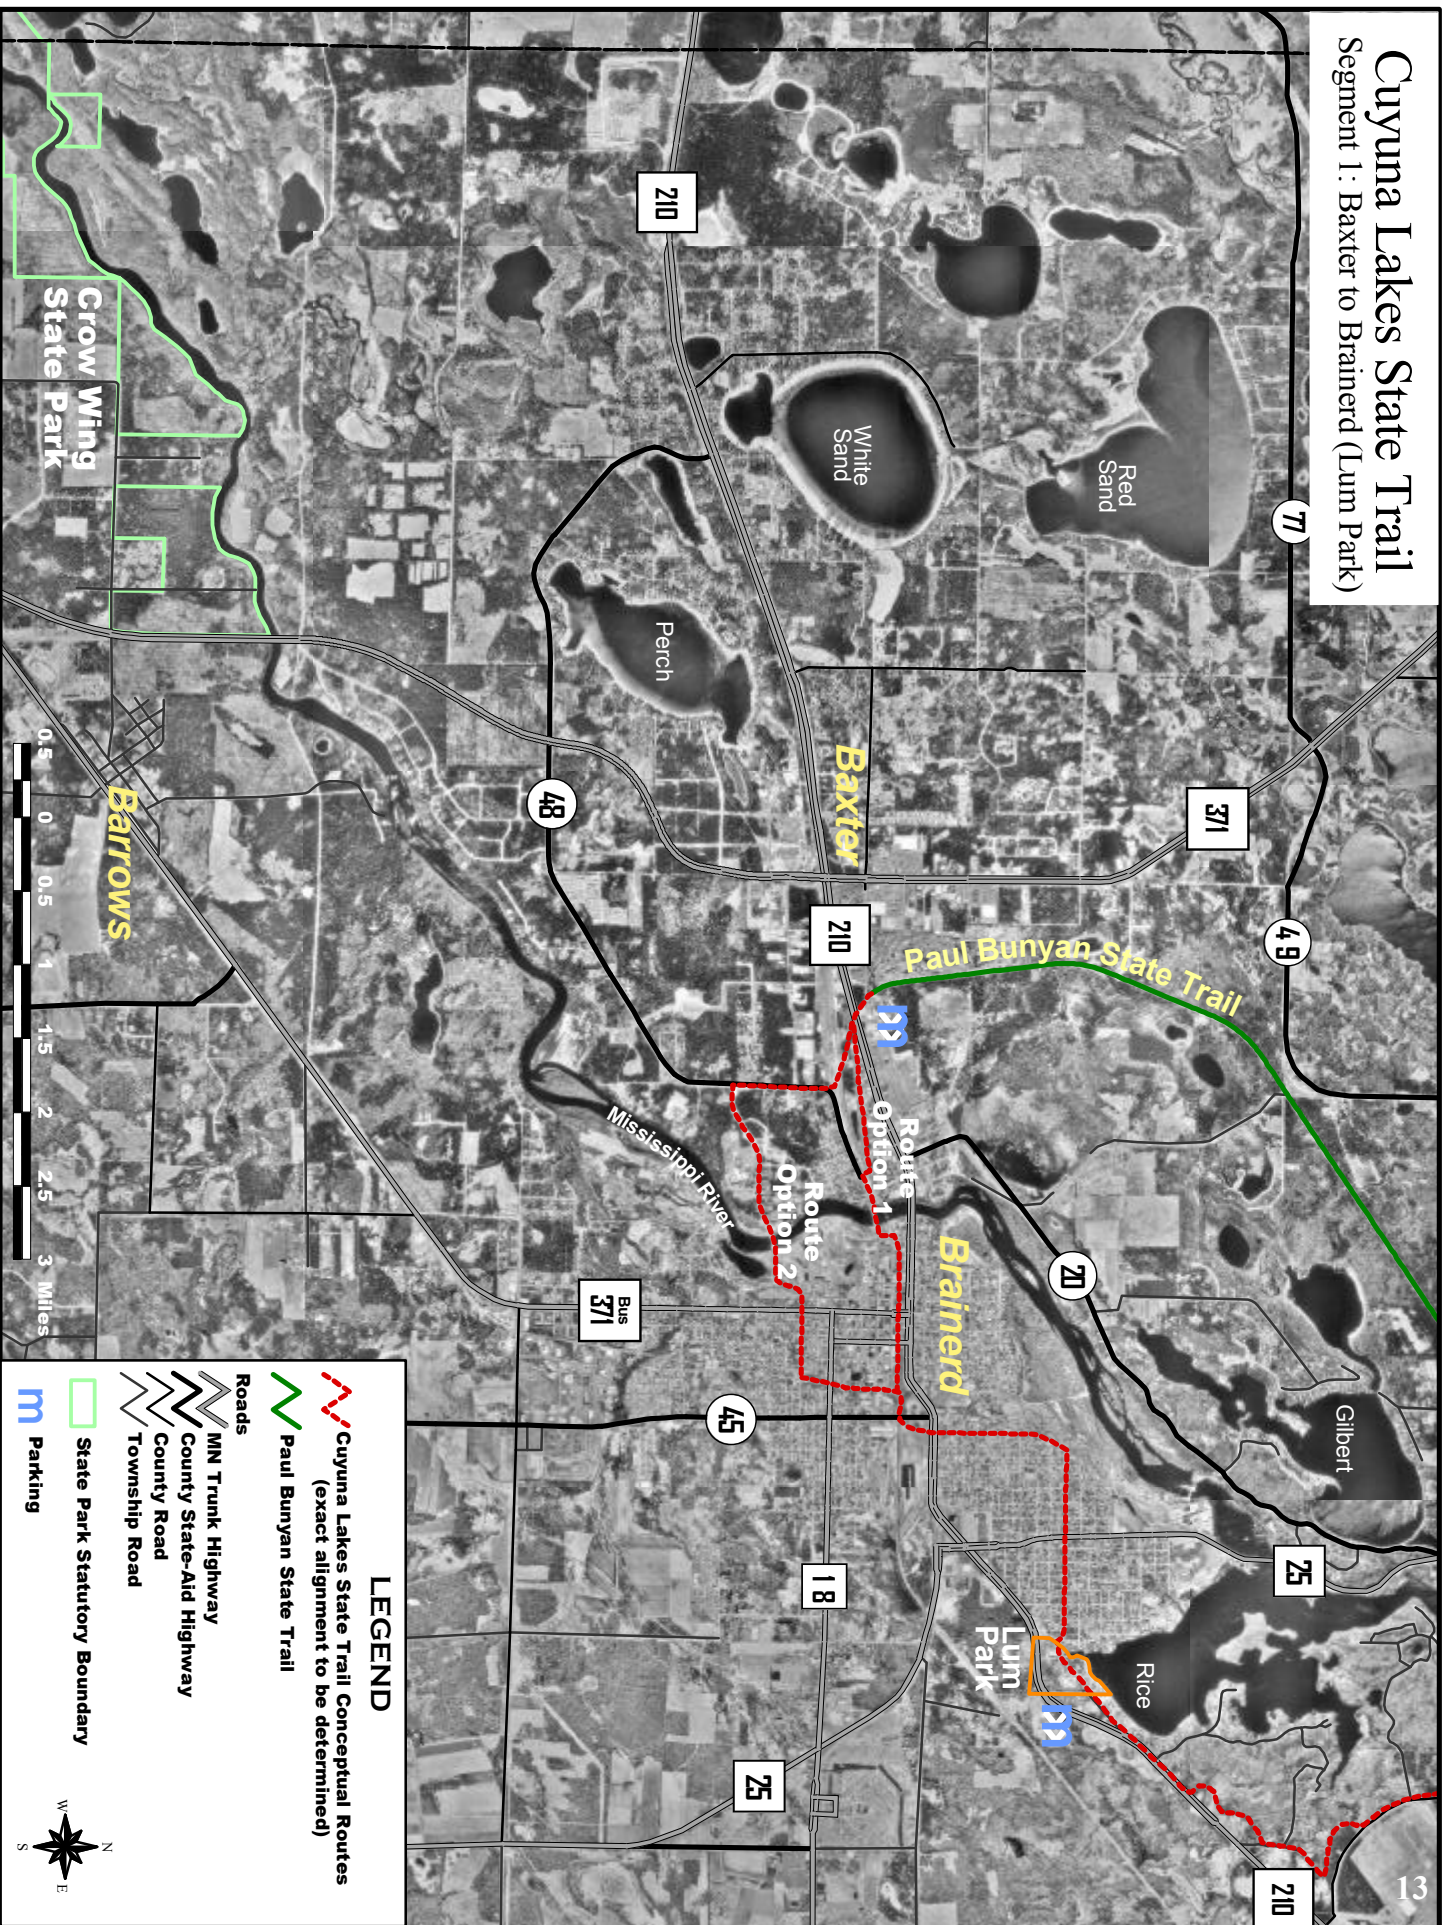 Cuyuna Lakes State Trail
Segment 1: Baxter to Brainerd (Lum Park)
77
371
49
Paul Bunyan State Trail
Red
Sand
White
Sand
210
210
Baxter
Perch
48
Crow Wing
State Park
Barrows
Route
Option 1
Route
Option 2
Mississippi River
Brainerd
20
Gilbert
25
Rice
Lum
Park
m
m
Bus
371
45
18
25
210
13
0.5 0 0.5 1 1.5 2 2.5 3 Miles
LEGEND
Cuyuna Lakes State Trail Conceptual Routes
(exact alignment to be determined)
Paul Bunyan State Trail
Roads
MN Trunk Highway
County State-Aid Highway
County Road
Township Road
State Park Statutory Boundary
m Parking
N
W
E
S